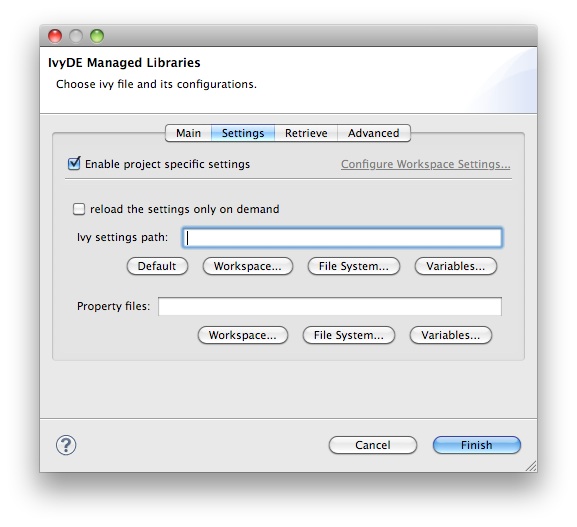 IvyDE Managed Libraries
Choose ivy file and its configurations.
Main Settings Retrieve Advanced
Enable project specific settings Configure Workspace Settings...
reload the settings only on demand
Ivy settings path:
Default Workspace... File System... Variables...
Property files:
Workspace... File System... Variables...
? Cancel Finish